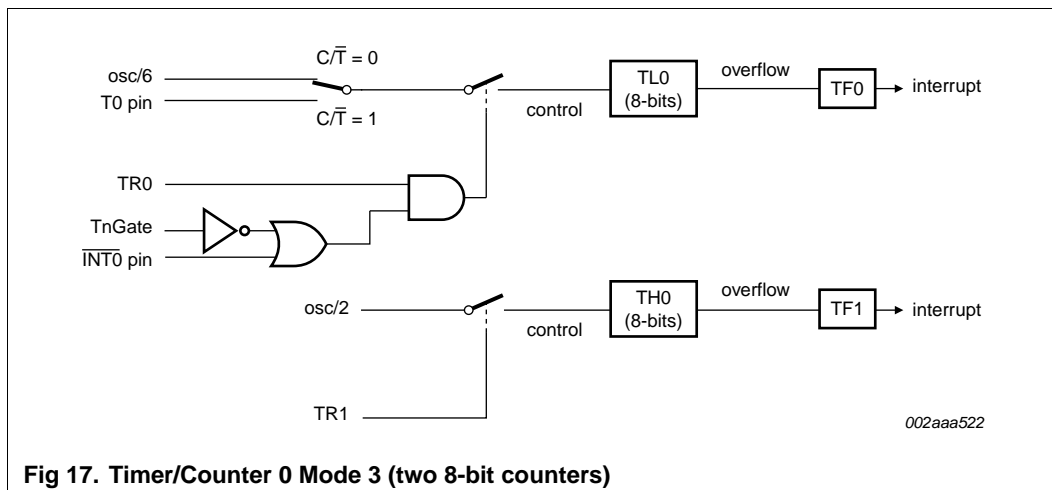 C/T̅ = 0
osc/6
T0 pin
C/T̅ = 1
control
TL0
(8-bits)
overflow
TF0
interrupt
TR0
TnGate
I̅N̅T̅0̅ pin
osc/2
control
TH0
(8-bits)
overflow
TF1
interrupt
TR1
002aaa522
Fig 17. Timer/Counter 0 Mode 3 (two 8-bit counters)